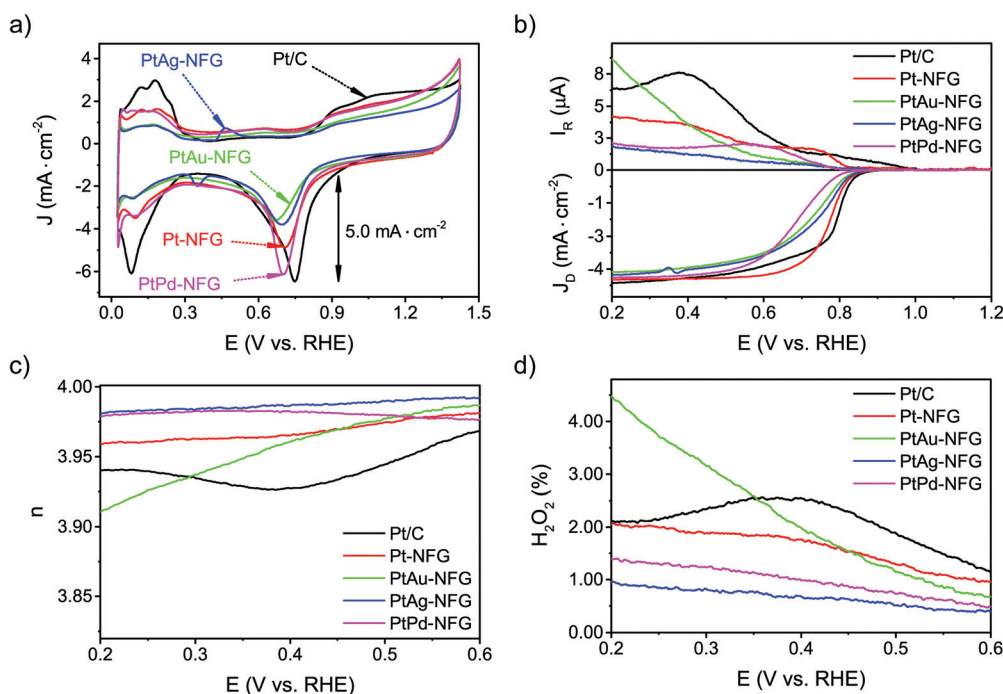 a)
PtAg-NFG
Pt/C
PtAu-NFG
Pt-NFG
PtPd-NFG
5.0 mA · cm⁻²
J (mA · cm⁻²)
4
2
0
-2
-4
-6
0.0 0.3 0.6 0.9 1.2 1.5
E (V vs. RHE)
b)
Pt/C
Pt-NFG
PtAu-NFG
PtAg-NFG
PtPd-NFG
I_R (µA)
8
6
3
2
0
J_D (mA · cm⁻²)
-2
-3
-4
0.2 0.4 0.6 0.8 1.0 1.2
E (V vs. RHE)
c)
n
4.00
3.95
3.90
3.85
Pt/C
Pt-NFG
PtAu-NFG
PtAg-NFG
PtPd-NFG
0.2 0.3 0.4 0.5 0.6
E (V vs. RHE)
d)
Pt/C
Pt-NFG
PtAu-NFG
PtAg-NFG
PtPd-NFG
H₂O₂ (%)
4.00
3.00
2.00
1.00
0.00
0.2 0.3 0.4 0.5 0.6
E (V vs. RHE)